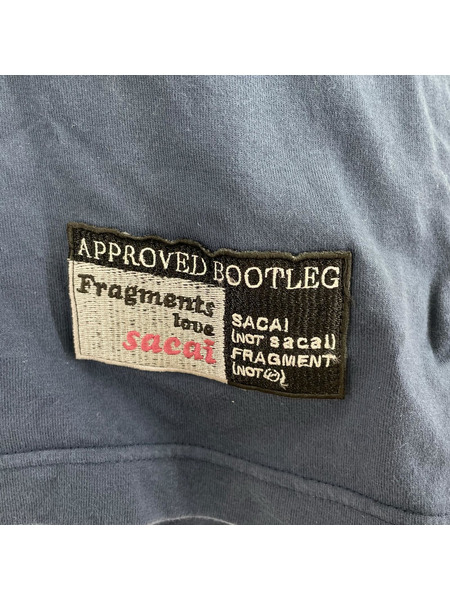 APPROVED BOOTLEG
Fragments
love
sacai
SACAI
(NOT sacai)
FRAGMENT
(NOT)